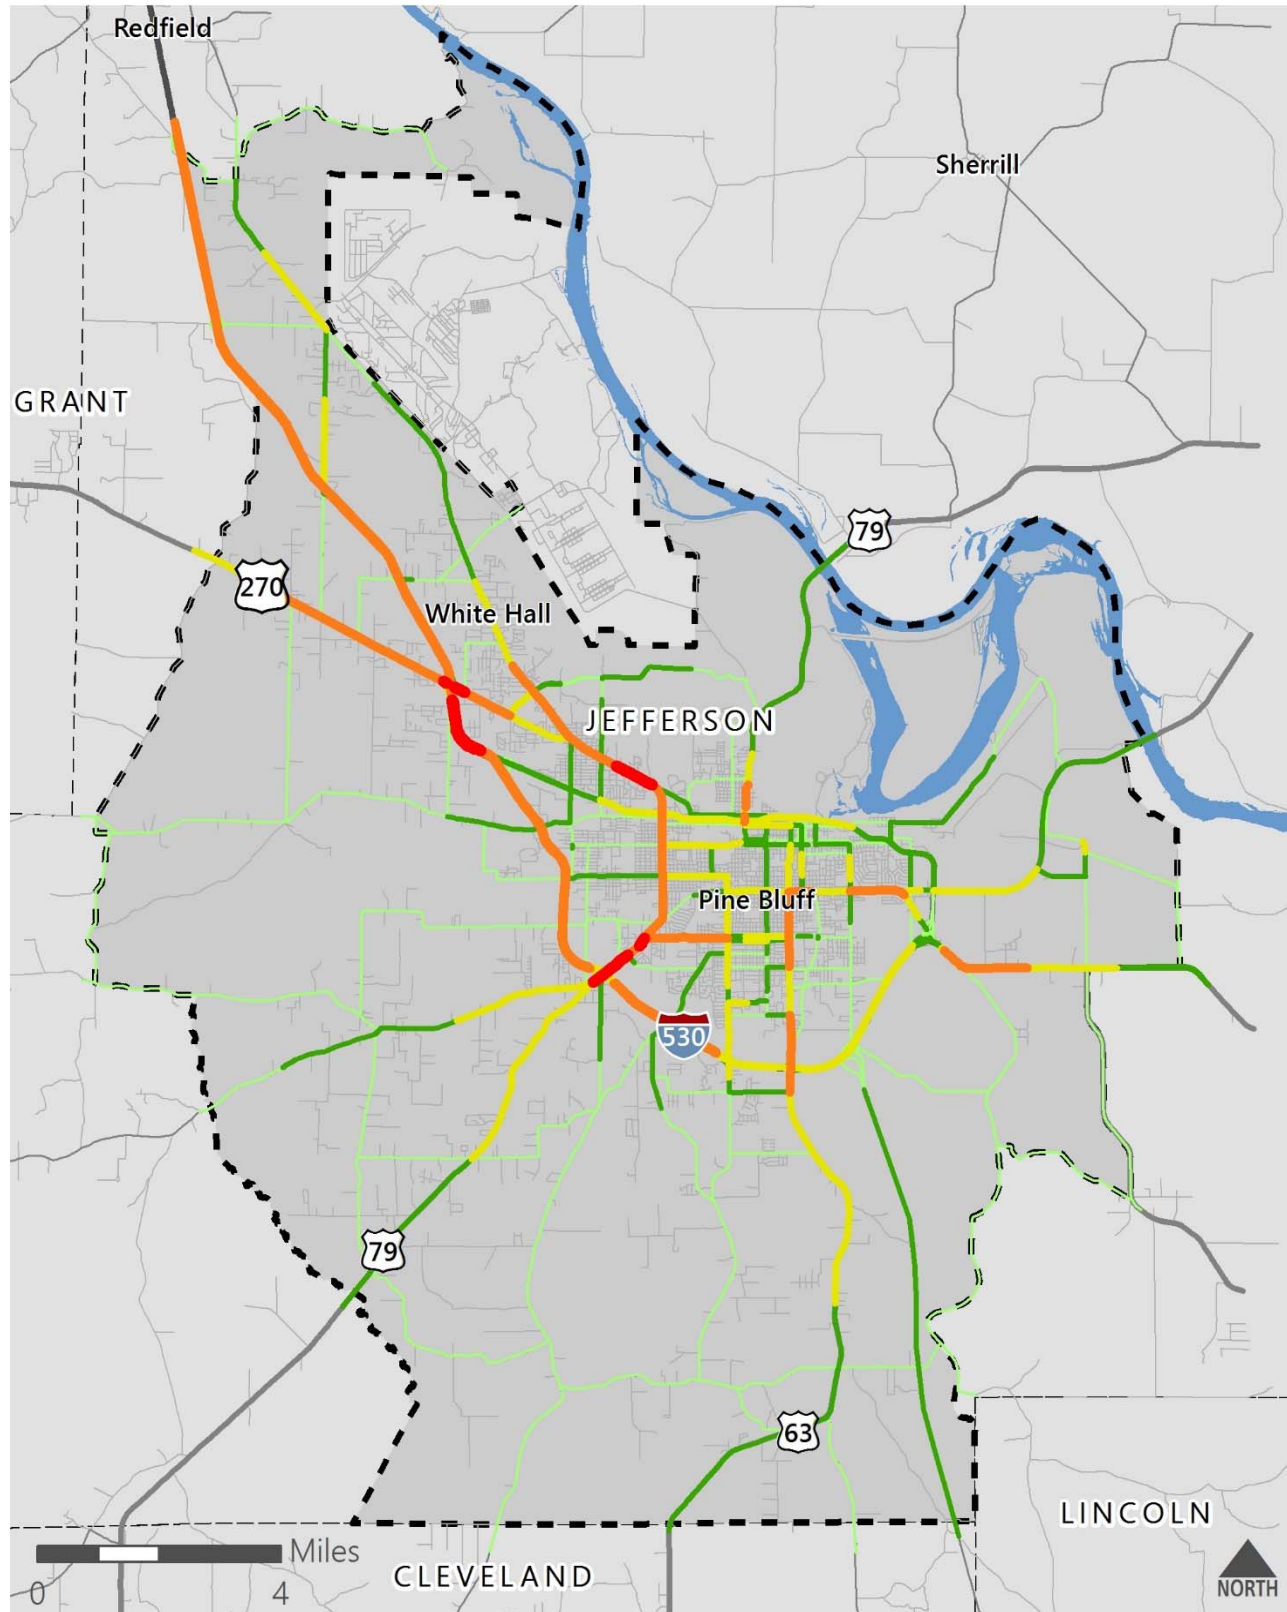 Redfield
Sherrill
GRANT
79
270
White Hall
JEFFERSON
Pine Bluff
530
79
63
LINCOLN
Miles
CLEVELAND
0
4
NORTH